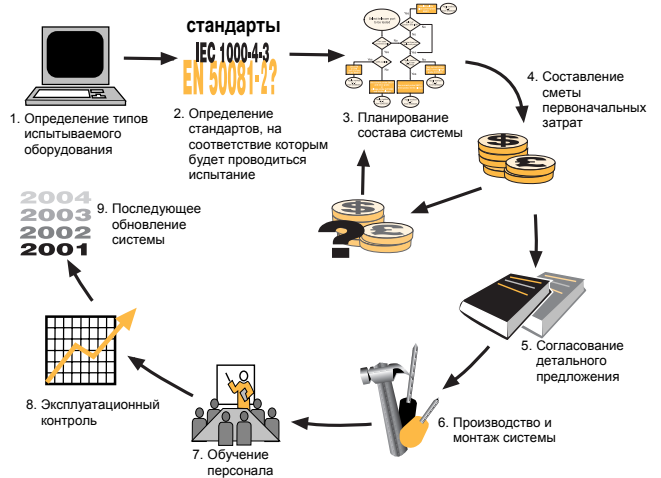 стандарты
IEC 1000-4-3
EN 50081-2?
1. Определение типов
испытываемого
оборудования
2. Определение
стандартов, на
соответствие которым
будет проводиться
испытание
3. Планирование
состава системы
4. Составление
сметы
первоначальных
затрат
$
£
$
£
?
2004
2003
2002
2001
9. Последующее
обновление
системы
5. Согласование
детального
предложения
8. Эксплуатационный
контроль
7. Обучение
персонала
6. Производство и
монтаж системы